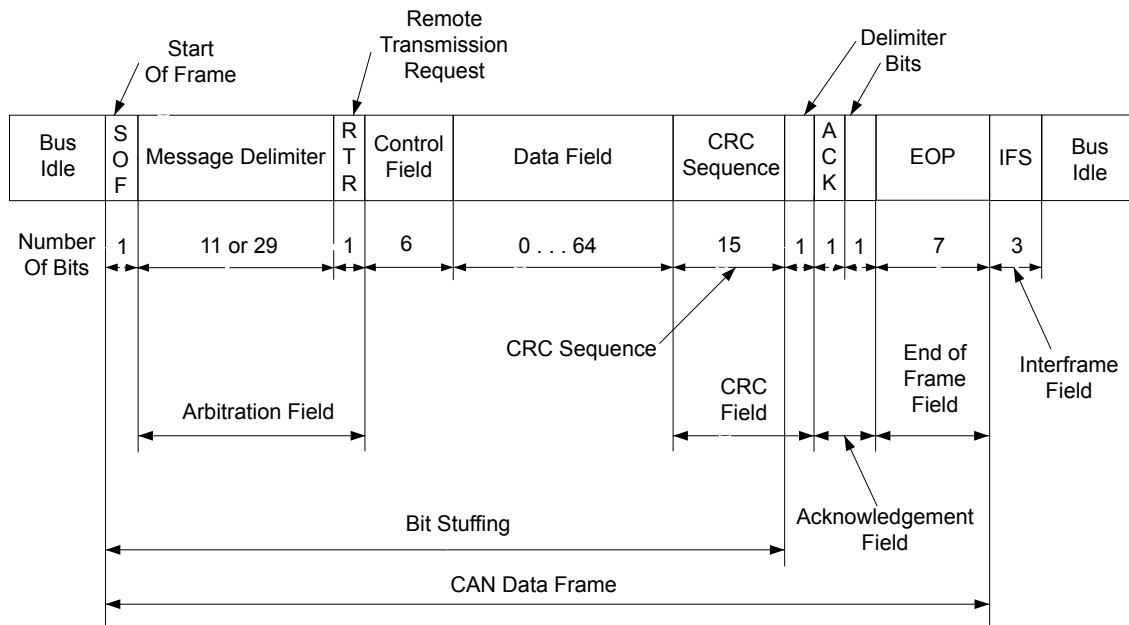 Start
Of Frame
Remote
Transmission
Request
Delimiter
Bits
Bus
Idle
S
O
F
Message Delimiter
R
T
R
Control
Field
Data Field
CRC
Sequence
A
C
K
EOP
IFS
Bus
Idle
Number
Of Bits
1
11 or 29
1
6
0 . . . 64
15
1
1
1
7
3
CRC Sequence
End of
Frame
Field
Interframe
Field
Arbitration Field
CRC
Field
Bit Stuffing
Acknowledgement
Field
CAN Data Frame